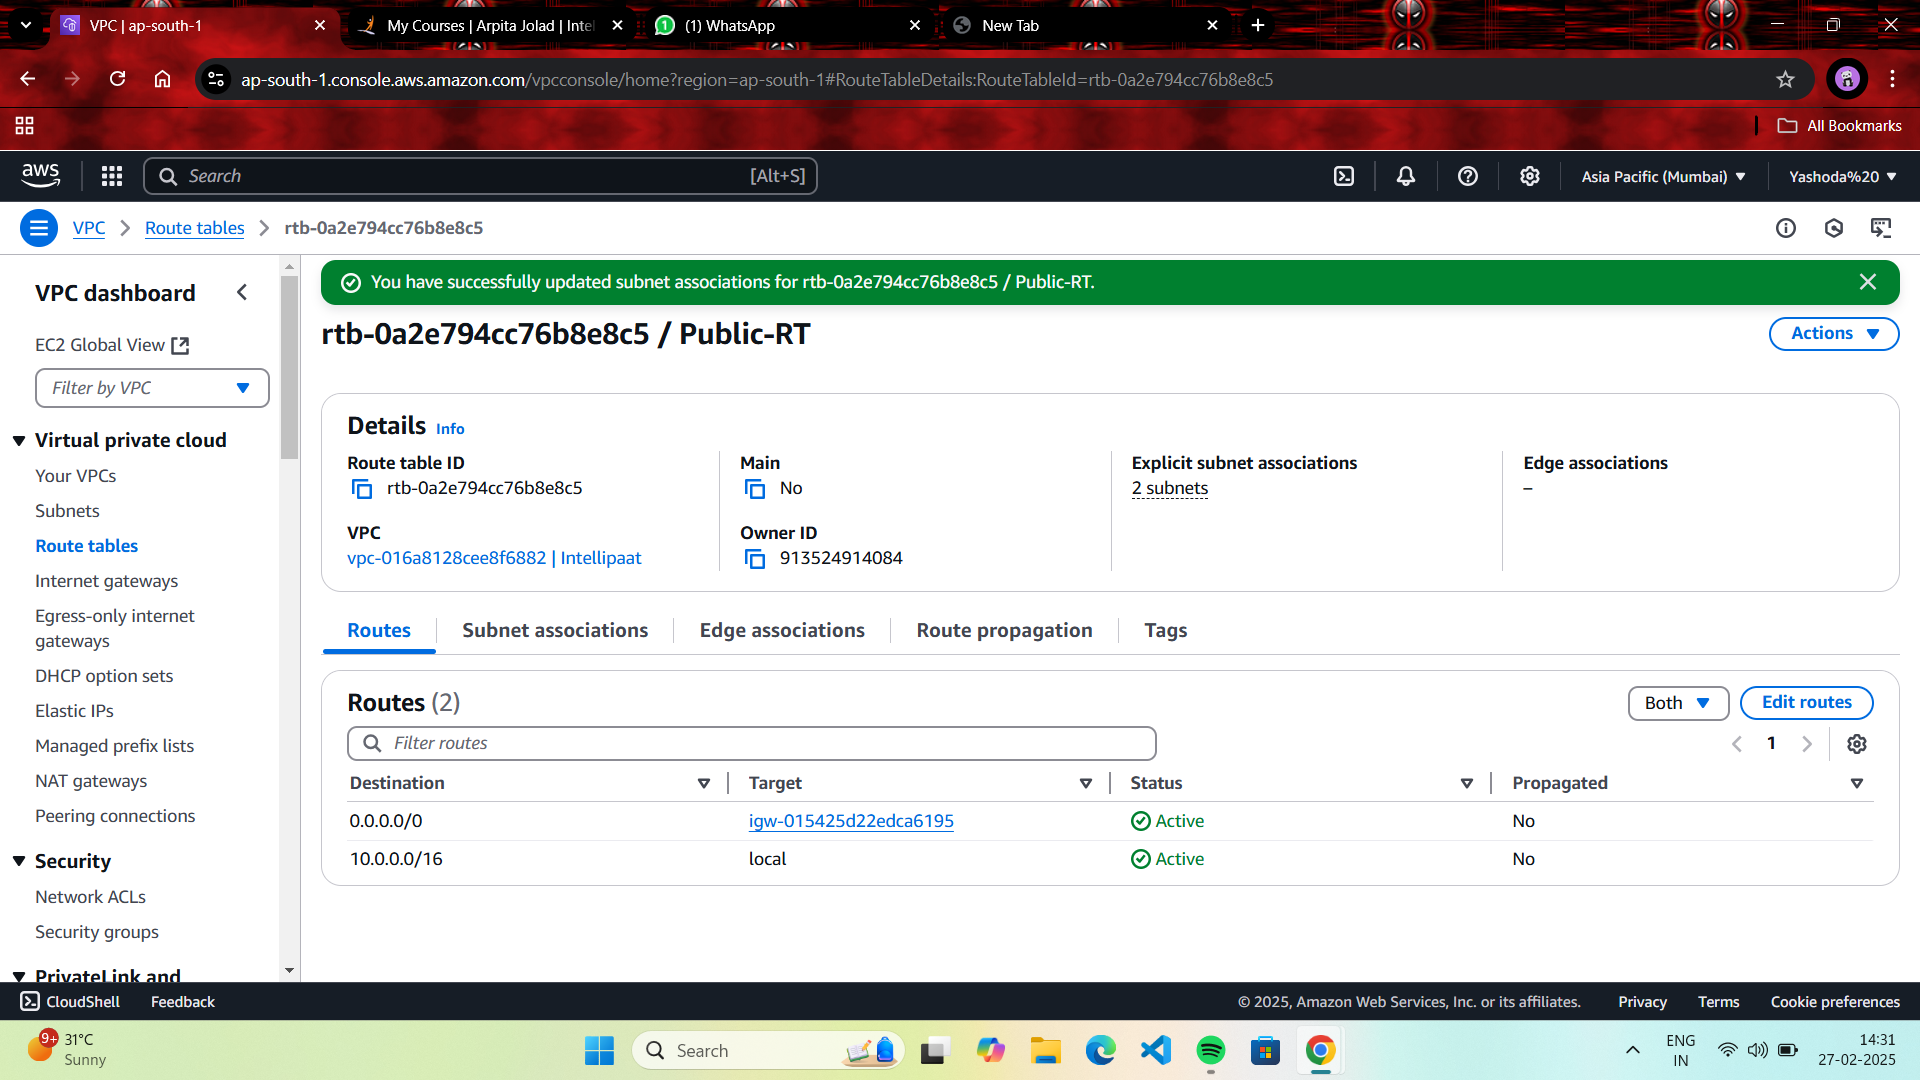 VPC | ap-south-1
My Courses | Arpita Jolad | Intel
(1) WhatsApp
New Tab
ap-south-1.console.aws.amazon.com/vpcconsole/home?region=ap-south-1#RouteTableDetails:RouteTableId=rtb-0a2e794cc76b8e8c5
All Bookmarks
aws
Search
[Alt+S]
Asia Pacific (Mumbai)
Yashoda%20
VPC
Route tables
rtb-0a2e794cc76b8e8c5
VPC dashboard
EC2 Global View
Filter by VPC
Virtual private cloud
Your VPCs
Subnets
Route tables
Internet gateways
Egress-only internet
gateways
DHCP option sets
Elastic IPs
Managed prefix lists
NAT gateways
Peering connections
Security
Network ACLs
Security groups
PrivateLink and
You have successfully updated subnet associations for rtb-0a2e794cc76b8e8c5 / Public-RT.
rtb-0a2e794cc76b8e8c5 / Public-RT
Actions
Details Info
Route table ID
rtb-0a2e794cc76b8e8c5
Main
No
Explicit subnet associations
2 subnets
Edge associations
–
VPC
vpc-016a8128cee8f6882 | Intellipaat
Owner ID
913524914084
Routes
Subnet associations
Edge associations
Route propagation
Tags
Routes (2)
Both
Edit routes
Filter routes
1
Destination Target Status Propagated
0.0.0.0/0 igw-015425d22edca6195 Active No
10.0.0.0/16 local Active No
CloudShell
Feedback
© 2025, Amazon Web Services, Inc. or its affiliates.
Privacy
Terms
Cookie preferences
9+
31°C
Sunny
Search
ENG
IN
14:31
27-02-2025